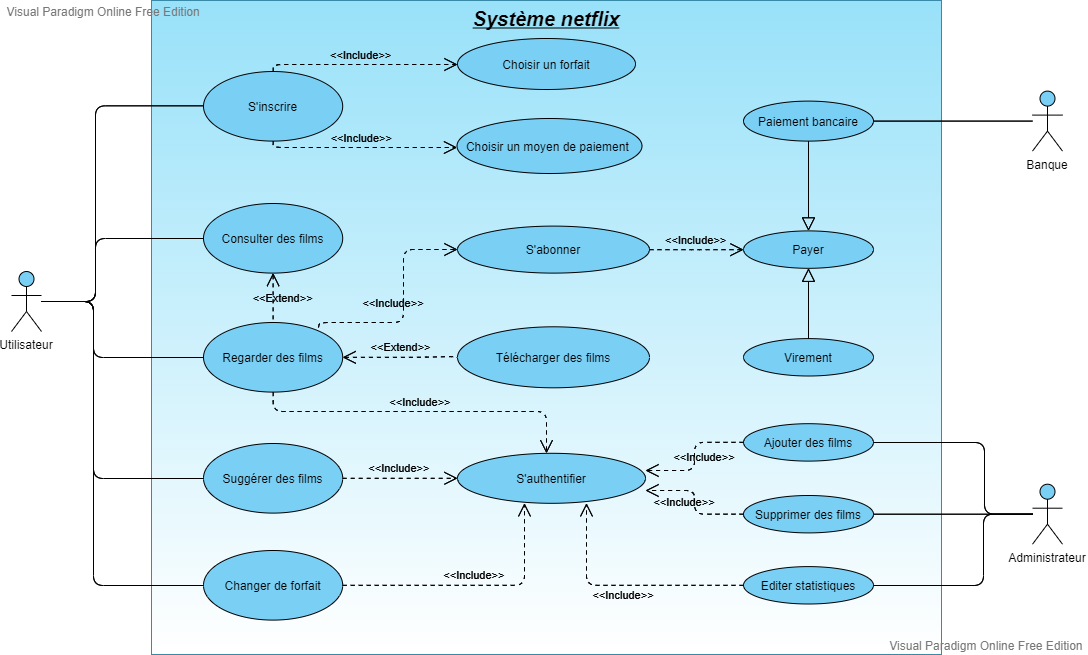 Visual Paradigm Online Free Edition
Système netflix
<<Include>>
Choisir un forfait
S'inscrire
Paiement bancaire
<<Include>>
Choisir un moyen de paiement
Banque
Consulter des films
<<Include>>
S'abonner
Payer
<<Extend>>
<<Include>>
Utilisateur
<<Extend>>
Regarder des films
Télécharger des films
Virement
<<Include>>
Ajouter des films
<<Include>>
<<Include>>
Suggérer des films
S'authentifier
<<Include>>
Supprimer des films
Administrateur
<<Include>>
Changer de forfait
Editer statistiques
<<Include>>
Visual Paradigm Online Free Edition